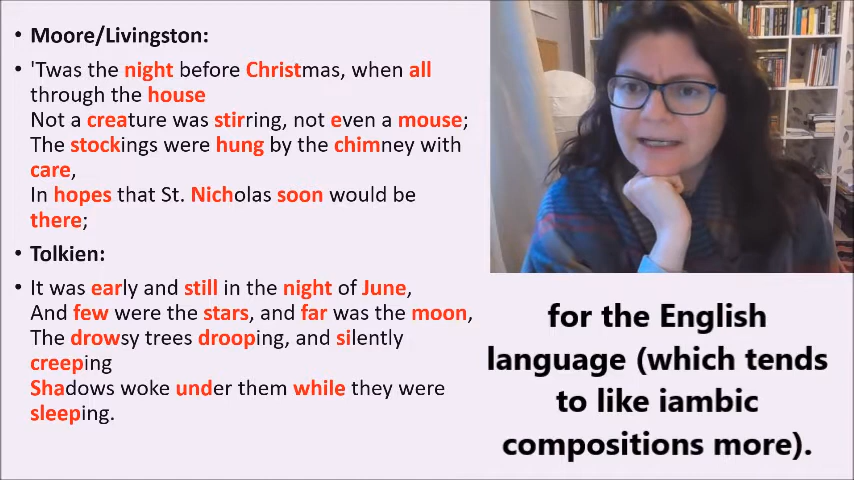 • Moore/Livingston:
• 'Twas the night before Christmas, when all
through the house
Not a creature was stirring, not even a mouse;
The stockings were hung by the chimney with
care,
In hopes that St. Nicholas soon would be
there;
• Tolkien:
• It was early and still in the night of June,
And few were the stars, and far was the moon,
The drowsy trees drooping, and silently
creeping
Shadows woke under them while they were
sleeping.
for the English
language (which tends
to like iambic
compositions more).